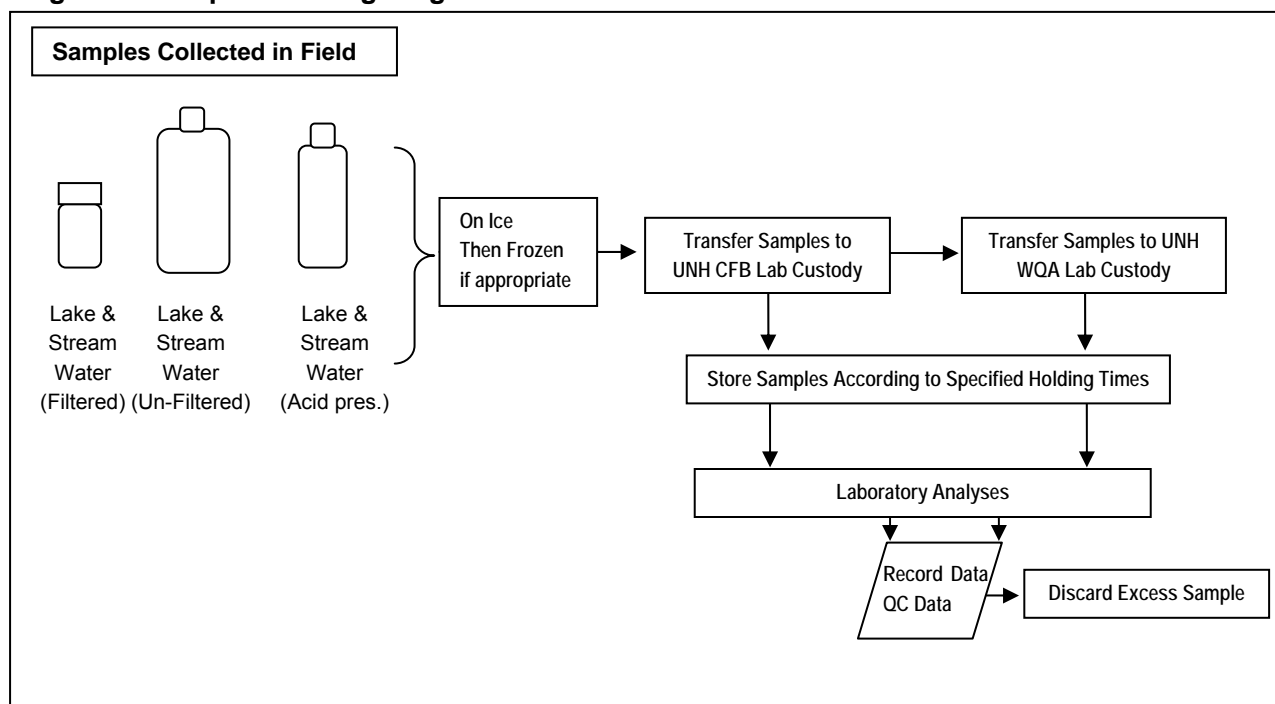 Samples Collected in Field
Lake &
Stream
Water
(Filtered)
Lake &
Stream
Water
(Un-Filtered)
Lake &
Stream
Water
(Acid pres.)
On Ice
Then Frozen
if appropriate
Transfer Samples to
UNH CFB Lab Custody
Transfer Samples to UNH
WQA Lab Custody
Store Samples According to Specified Holding Times
Laboratory Analyses
Record Data
QC Data
Discard Excess Sample